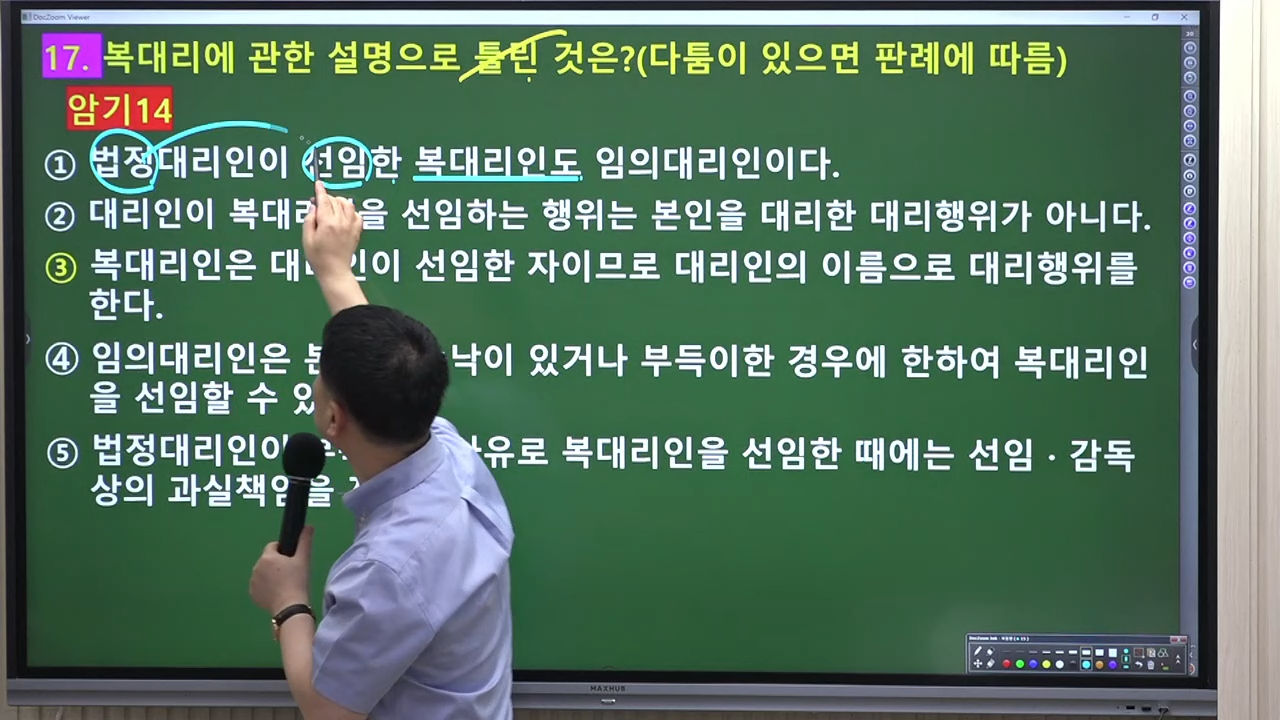 DocZoom Viewer
17. 복대리에 관한 설명으로 틀린 것은?(다툼이 있으면 판례에 따름)
암기14
① 법정대리인이 선임한 복대리인도 임의대리인이다.
② 대리인이 복대 을 선임하는 행위는 본인을 대리한 대리행위가 아니다.
③ 복대리인은 대 인이 선임한 자이므로 대리인의 이름으로 대리행위를
한다.
④ 임의대리인은 낙이 있거나 부득이한 경우에 한하여 복대리인
을 선임할 수
⑤ 법정대리인이 유로 복대리인을 선임한 때에는 선임 · 감독
상의 과실책임을
MAXHUB